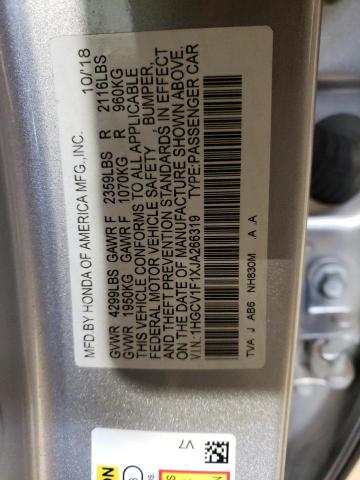 MFD BY HONDA OF AMERICA MFG.,INC. 10/18
GVWR 4299LBS GAWR F 2359LBS R 2116LBS
GVWR 1950KG GAWR F 1070KG R 960KG
THIS VEHICLE CONFORMS TO ALL APPLICABLE
FEDERAL MOTOR VEHICLE SAFETY, BUMPER,
AND THEFT PREVENTION STANDARDS IN EFFECT
ON THE DATE OF MANUFACTURE SHOWN ABOVE.
V.I.N.:1HGCV1F1XJA266319 TYPE:PASSENGER CAR
TVA J AB6 NH830M .A .A
V7